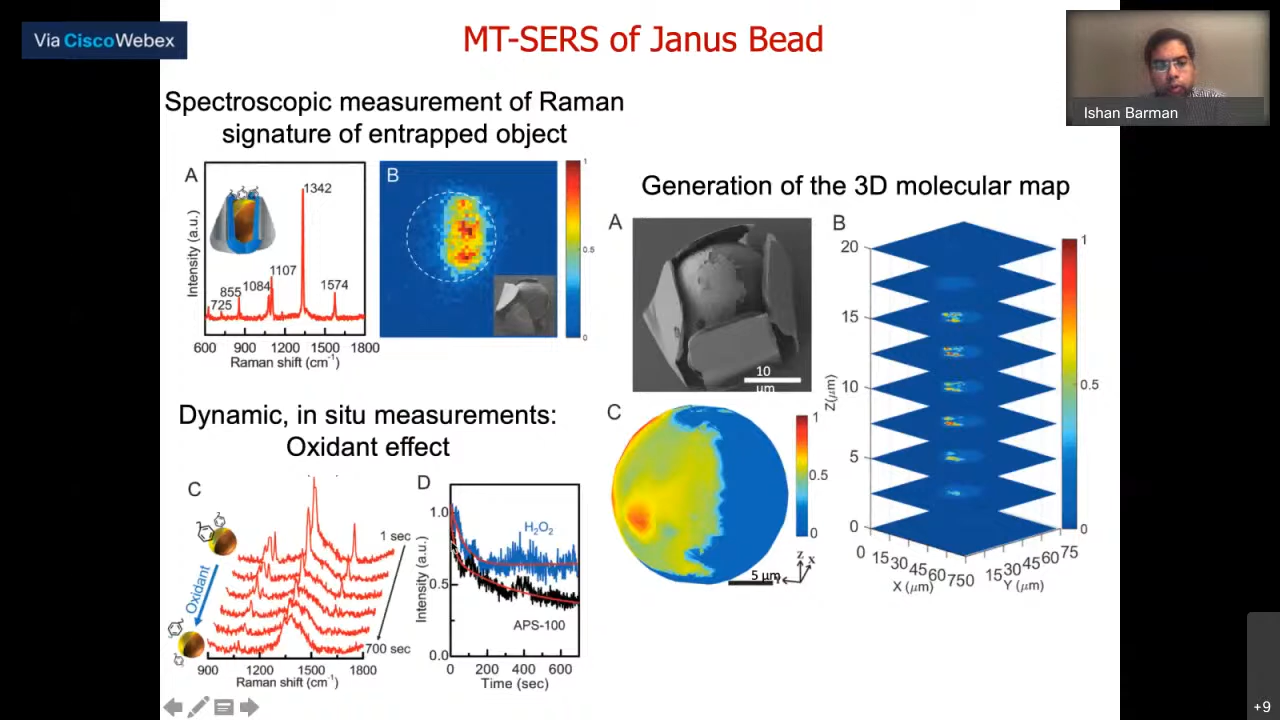 Via CiscoWebex
MT-SERS of Janus Bead
Ishan Barman
Spectroscopic measurement of Raman
signature of entrapped object
A
1342
1107
1084
855
725
1574
Intensity (a.u.)
600 900 1200 1500 1800
Raman shift (cm⁻¹)
B
1
0.5
0
Generation of the 3D molecular map
A
10
μm
B
20
15
10
5
0
Z(μm)
0 15 30 45 60 75
X (μm)
0 15 30 45 60 75
Y (μm)
1
0.5
0
C
1
0.5
0
5 μm
z
x
Dynamic, in situ measurements:
Oxidant effect
C
Oxidant
1 sec
700 sec
900 1200 1500 1800
Raman shift (cm⁻¹)
D
H₂O₂
APS-100
Intensity (a.u.)
1.0
0.5
0.0
0 200 400 600
Time (sec)
+9